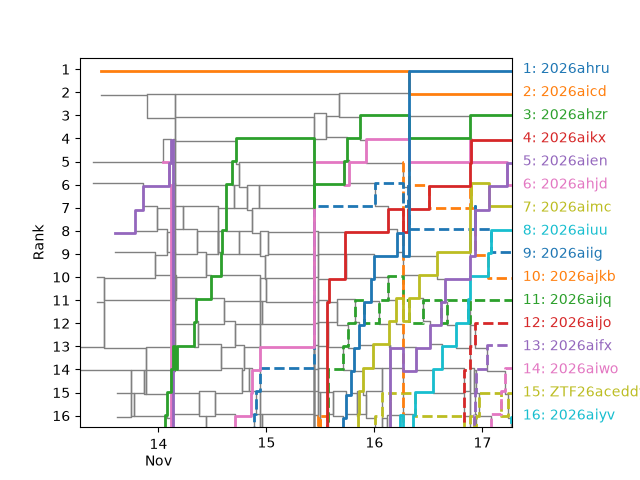 1
2
3
4
5
6
7
8
9
10
11
12
13
14
15
16
Rank
14
15
16
17
Nov
1: 2026ahru
2: 2026aicd
3: 2026ahzr
4: 2026aikx
5: 2026aien
6: 2026ahjd
7: 2026aimc
8: 2026aiuu
9: 2026aiig
10: 2026ajkb
11: 2026aijq
12: 2026aijo
13: 2026aifx
14: 2026aiwo
15: ZTF26acedd
16: 2026aiyv